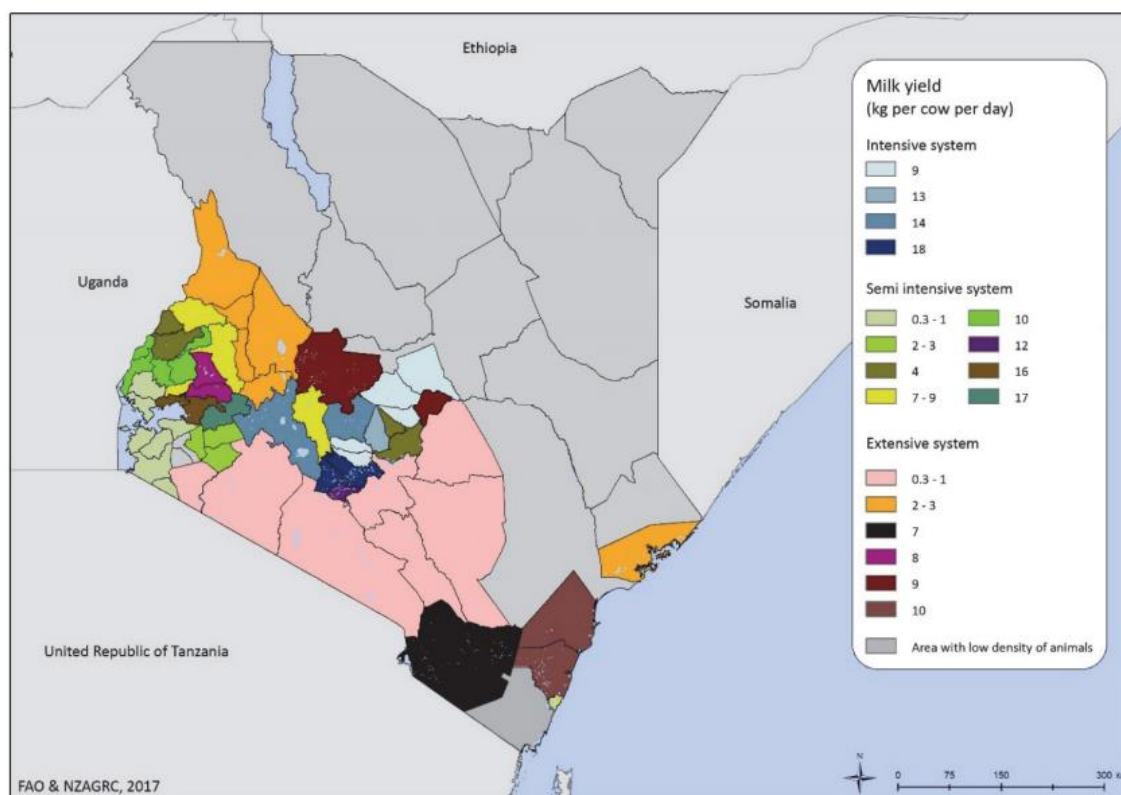 Ethiopia
Uganda
Somalia
United Republic of Tanzania
FAO & NZAGRC, 2017
Milk yield
(kg per cow per day)
Intensive system
9
13
14
18
Semi intensive system
0.3 - 1
2 - 3
4
7 - 9
10
12
16
17
Extensive system
0.3 - 1
2 - 3
7
8
9
10
Area with low density of animals
N
0 75 150 300